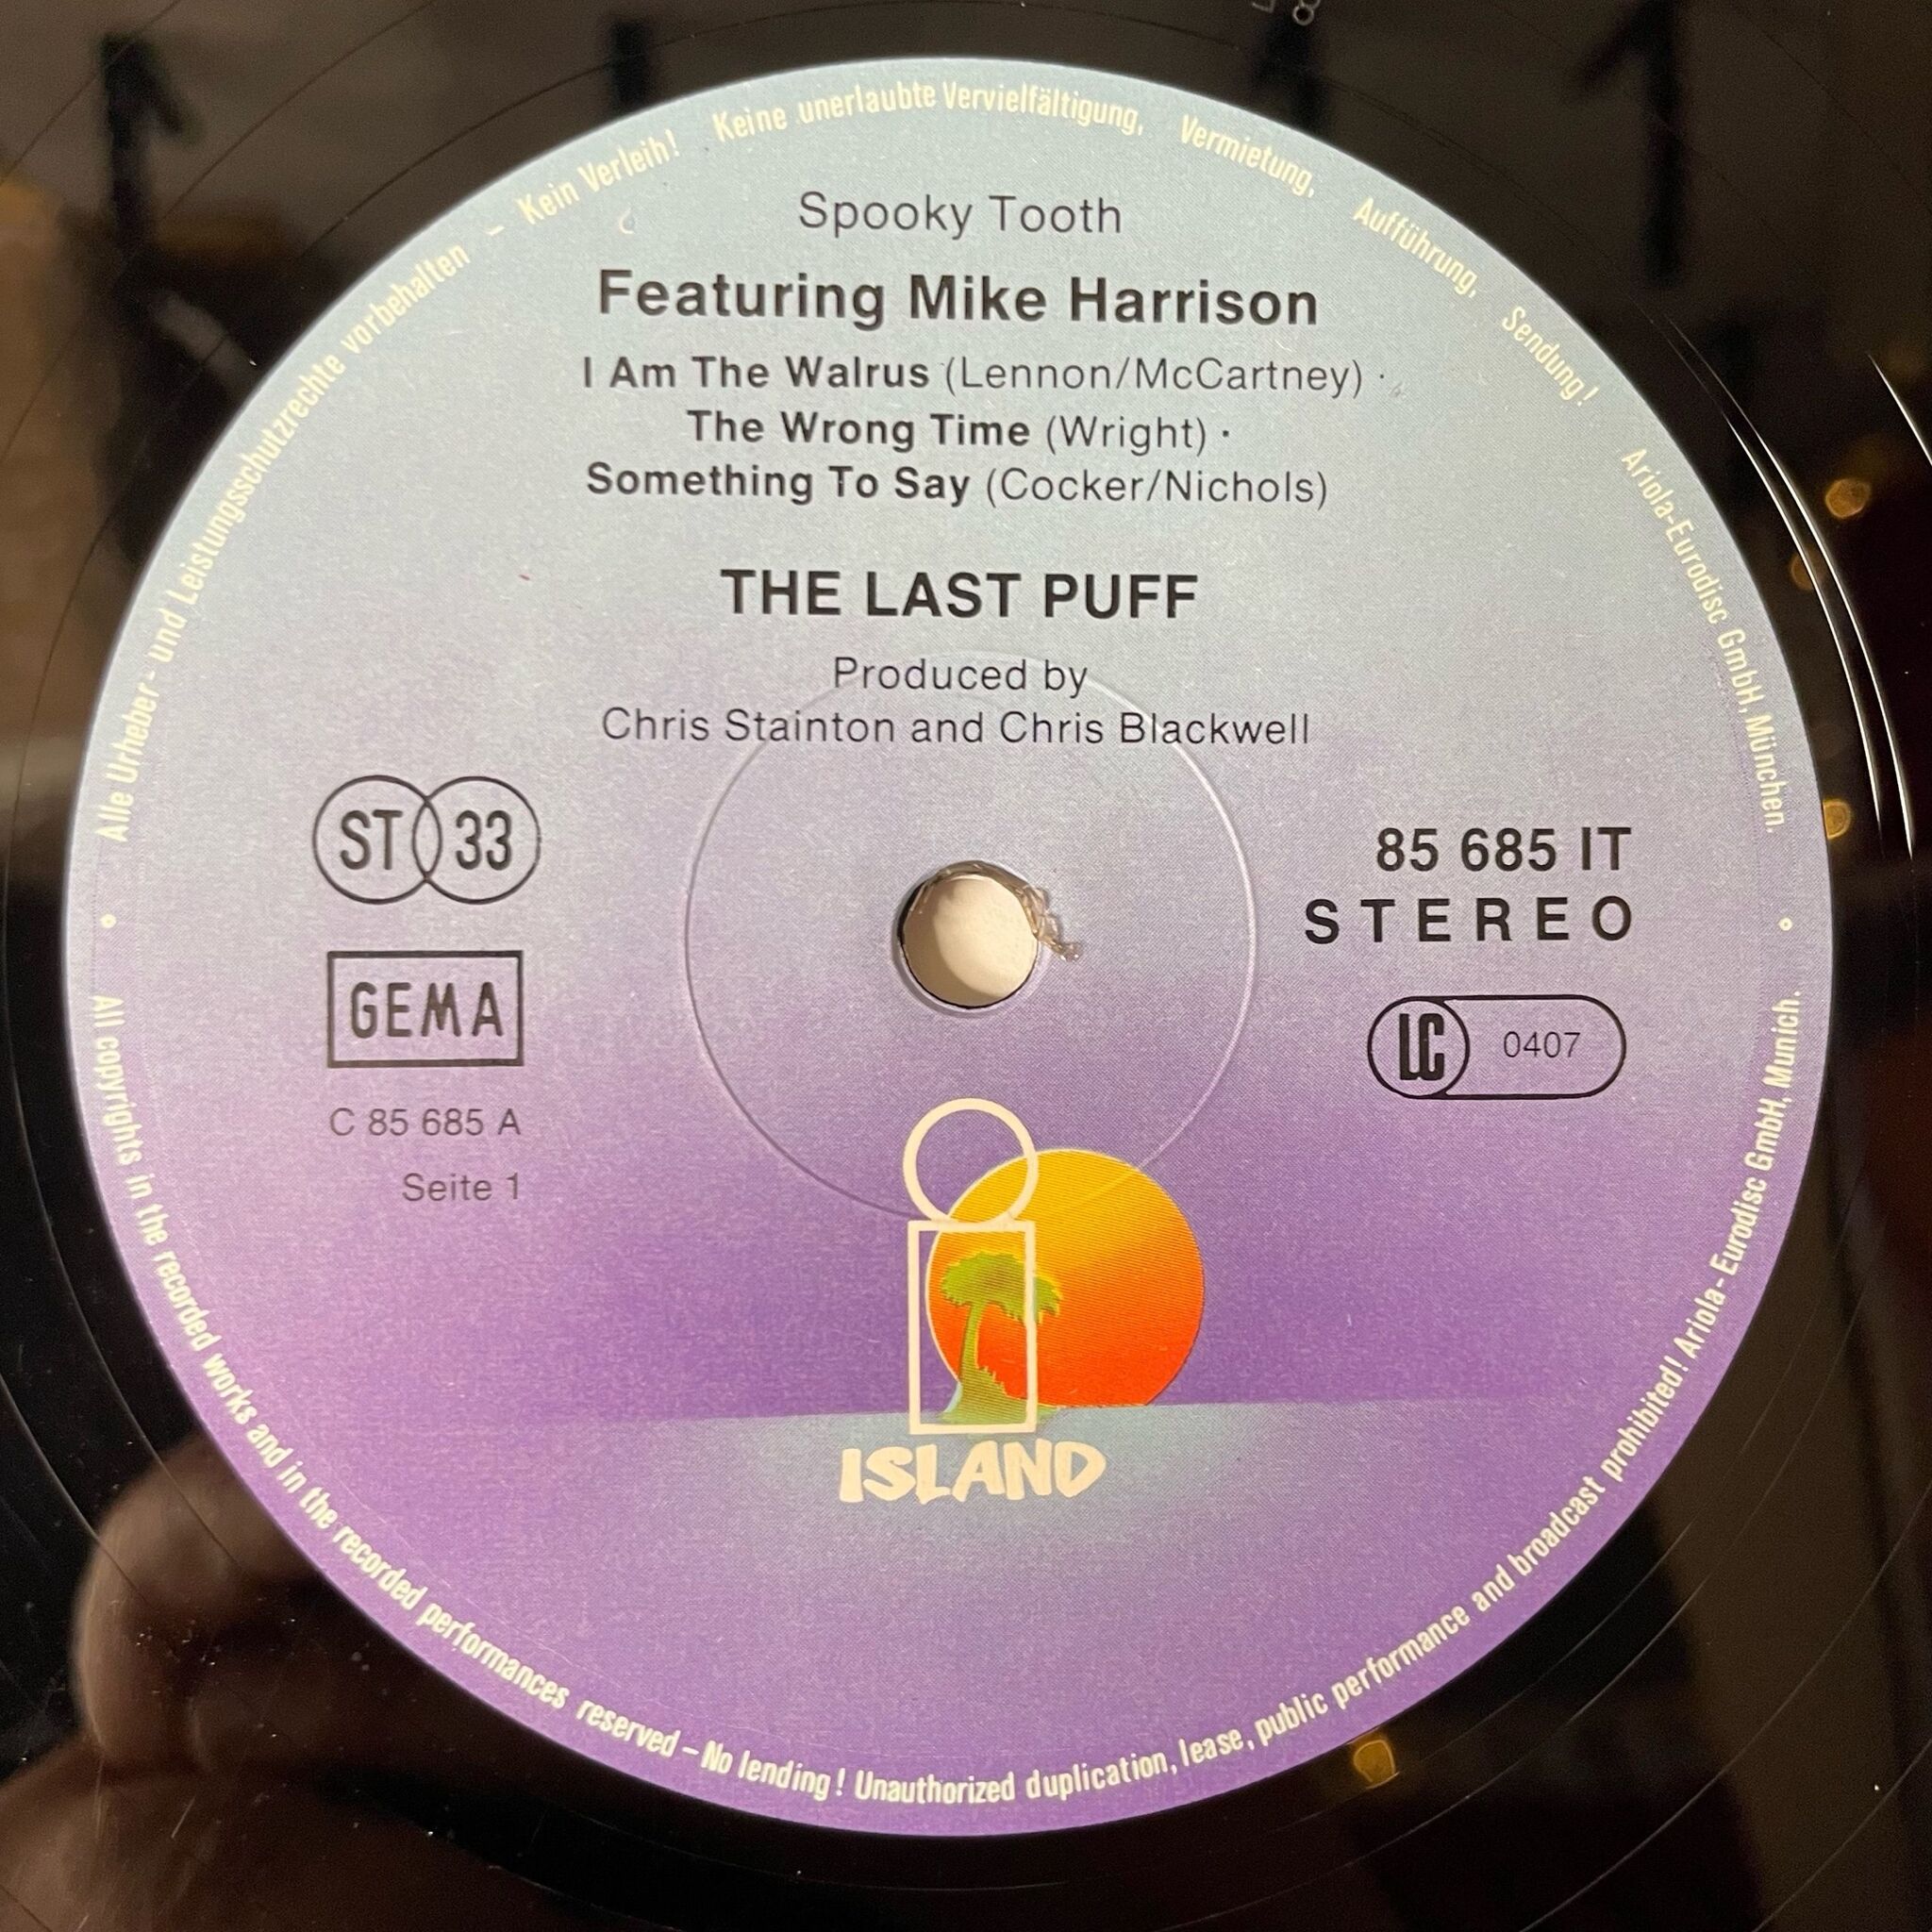 Alle Urheber- und Leistungsschutzrechte vorbehalten – Kein Verleih! Keine unerlaubte Vervielfältigung, Vermietung, Aufführung, Sendung! Ariola-Eurodisc GmbH, München.
Spooky Tooth
Featuring Mike Harrison
I Am The Walrus (Lennon/McCartney) ·
The Wrong Time (Wright) ·
Something To Say (Cocker/Nichols)
THE LAST PUFF
Produced by
Chris Stainton and Chris Blackwell
ST 33
GEMA
C 85 685 A
Seite 1
85 685 IT
STEREO
LC 0407
ISLAND
All copyrights in the recorded works and in the recorded performances reserved – No lending! Unauthorized duplication, lease, public performance and broadcast prohibited! Ariola-Eurodisc GmbH, Munich.